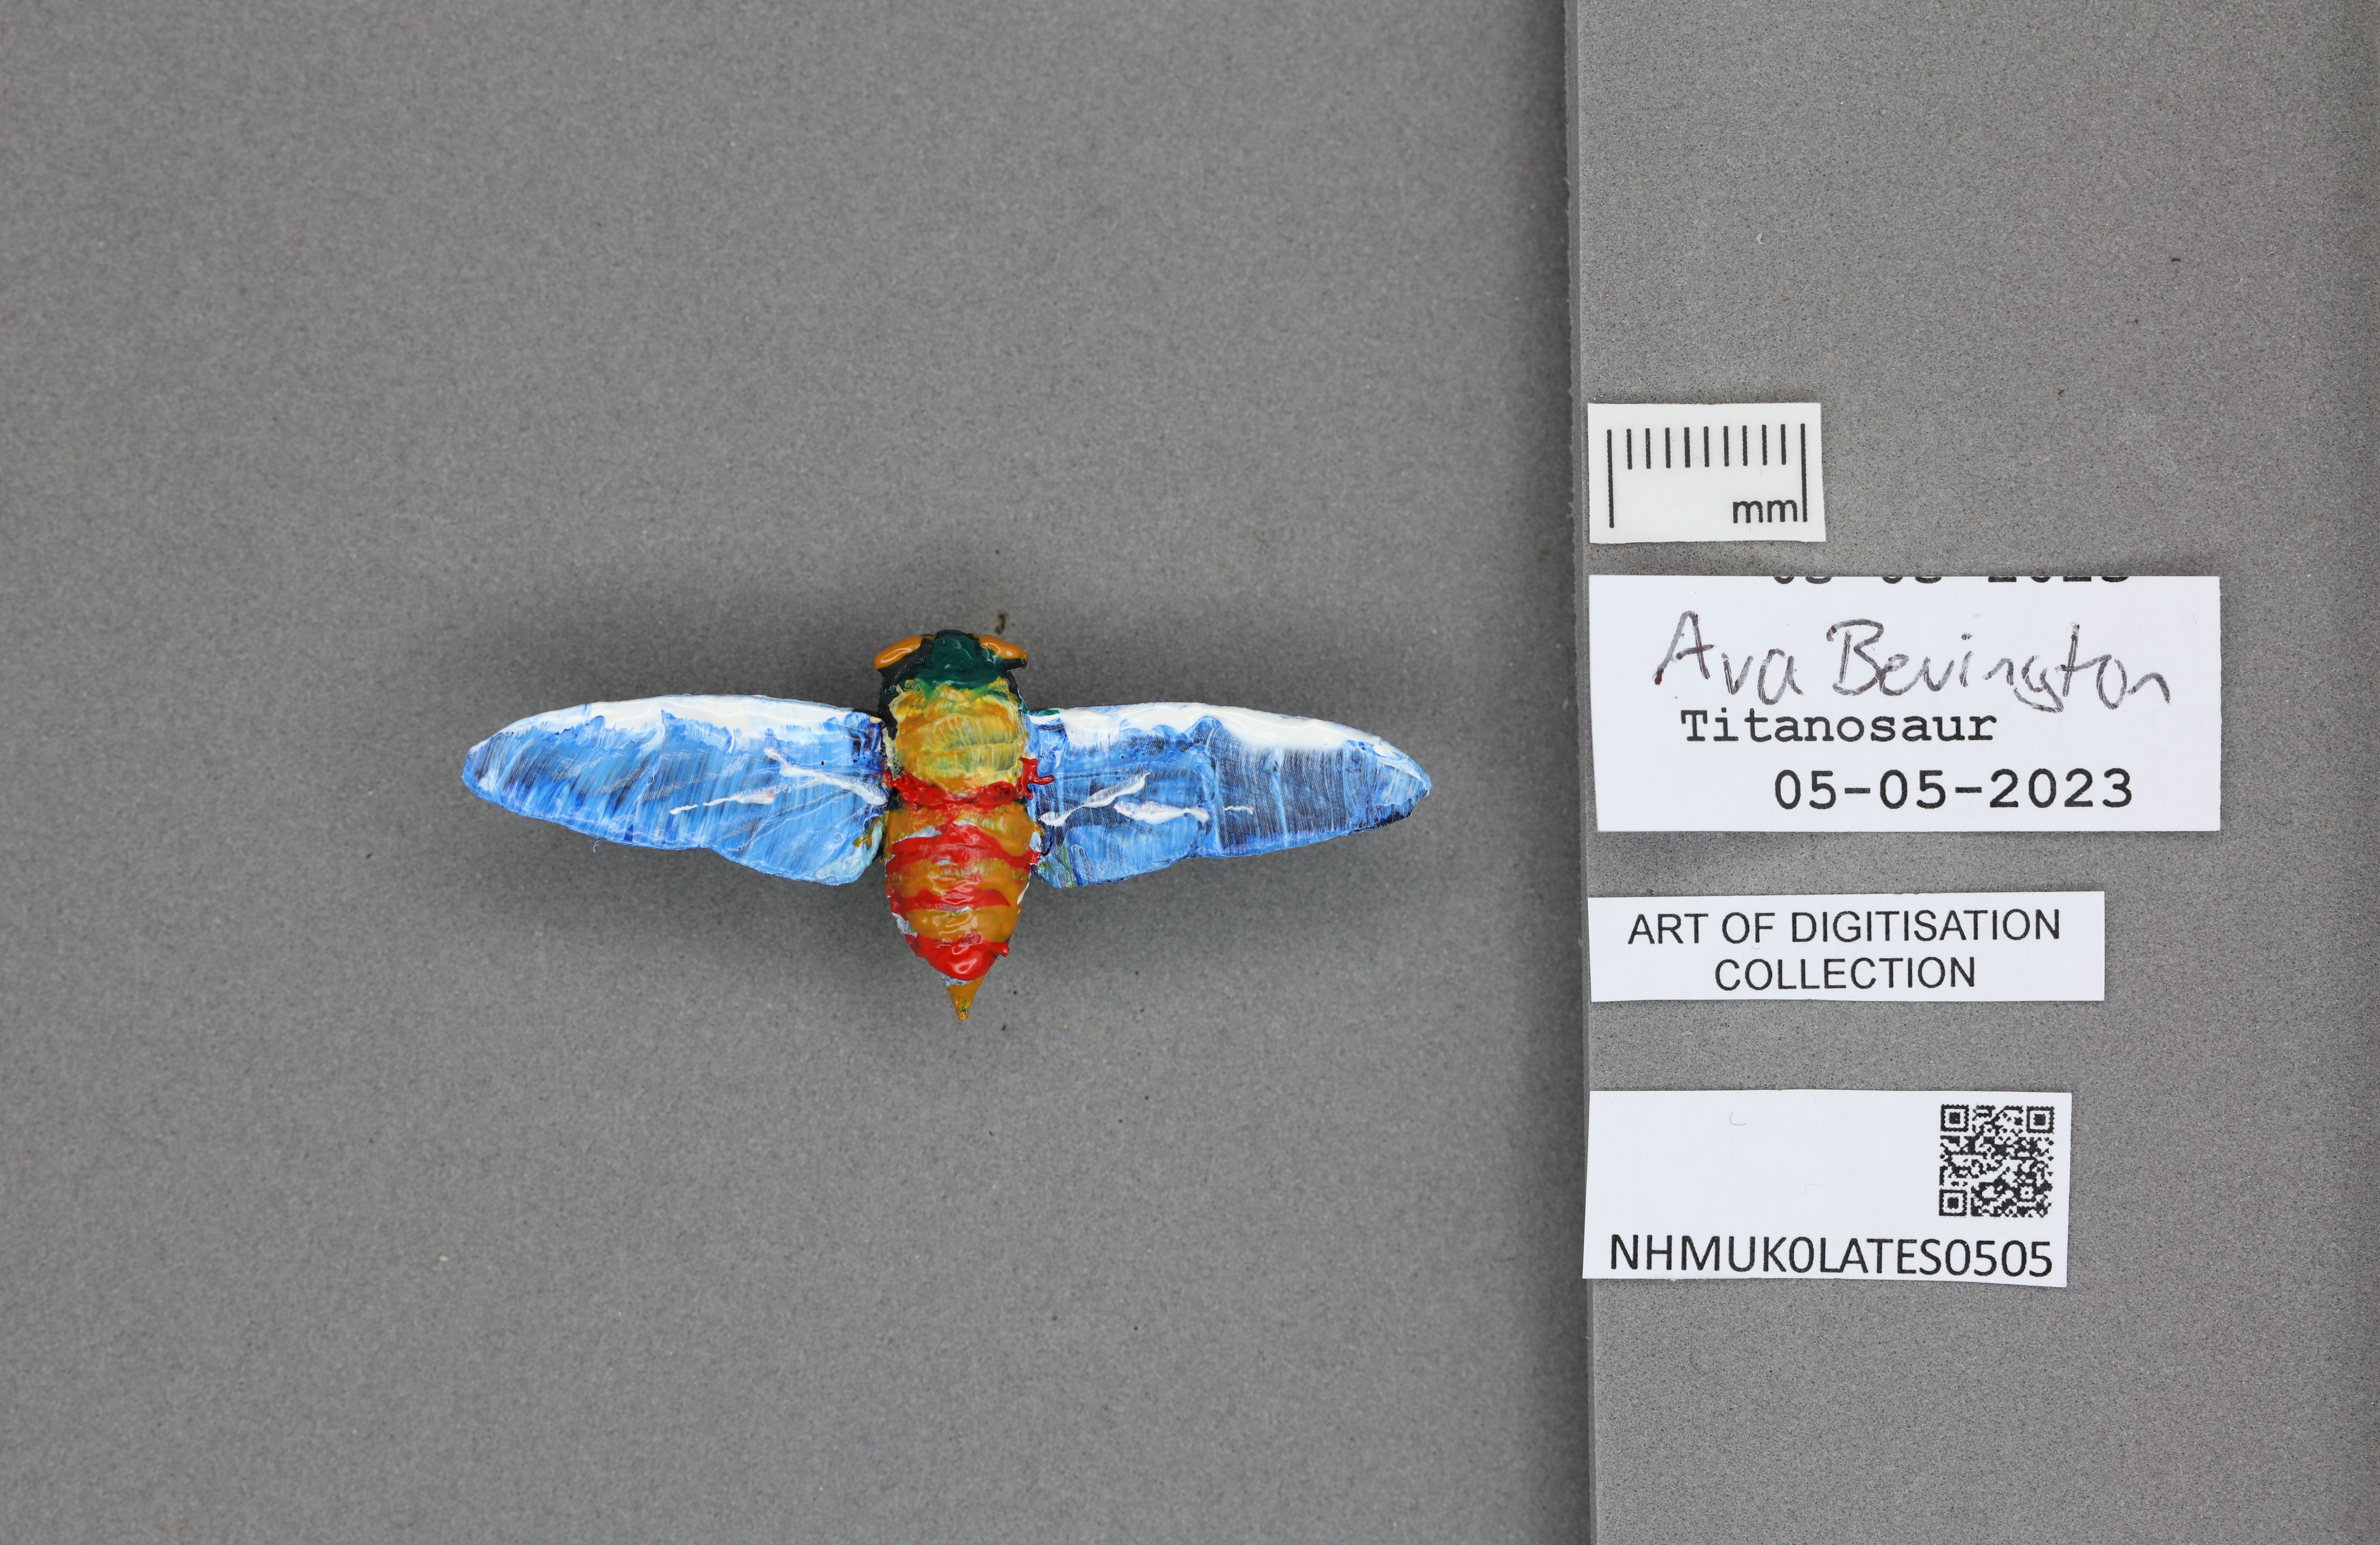 mm
Ava Bevington
Titanosaur
05-05-2023
ART OF DIGITISATION
COLLECTION
NHMUK0LATES0505